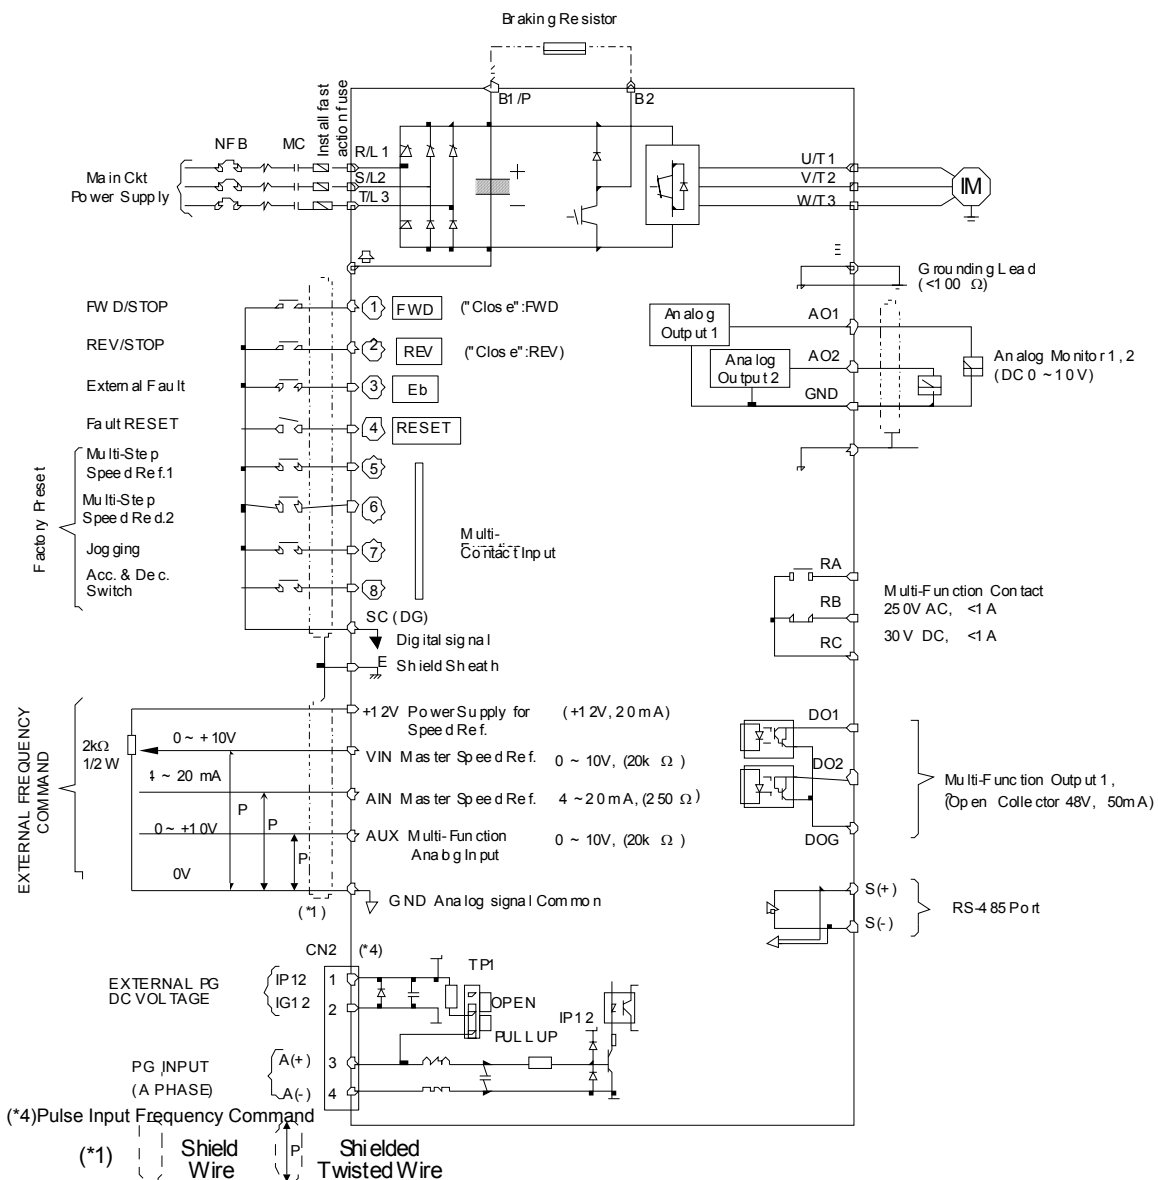 Braking Resistor
B1/P
B2
Install fast
action fuse
NFB
MC
Main Ckt
Power Supply
R/L1
S/L2
T/L3
+
−
U/T1
V/T2
W/T3
IM
E
Grounding Lead
(<100 Ω)
FWD/STOP
1
FWD
("Close":FWD
REV/STOP
2
REV
("Close":REV)
External Fault
3
Eb
Fault RESET
4
RESET
Factory Preset
Multi-Step
Speed Ref.1
5
Multi-Step
Speed Red.2
6
Jogging
7
Acc. & Dec.
Switch
8
Multi-
Contact Input
Analog
Output 1
Analog
Output 2
AO1
AO2
GND
Analog Monitor 1, 2
(DC 0 ~ 10V)
SC (DG)
Digital signal
E
Shield Sheath
RA
RB
RC
Multi-Function Contact
250V AC, <1A
30V DC, <1A
EXTERNAL FREQUENCY
COMMAND
2kΩ
1/2 W
0 ~ +10V
4 ~ 20 mA
0 ~ +10V
0V
P
P
P
(*1)
+12V Power Supply for
Speed Ref.
(+12V, 20mA)
VIN Master Speed Ref.
0 ~ 10V, (20k Ω)
AIN Master Speed Ref.
4 ~ 20mA, (250 Ω)
AUX Multi-Function
Analog Input
0 ~ 10V, (20k Ω)
GND Analog signal Common
DO1
DO2
DOG
Multi-Function Output 1,
(Open Collector 48V, 50mA)
S(+)
S(-)
RS-485 Port
CN2
(*4)
EXTERNAL PG
DC VOLTAGE
IP12
IG12
1
2
TP1
OPEN
PULL UP
IP12
PG INPUT
(A PHASE)
A(+)
A(-)
3
4
(*4)Pulse Input Frequency Command
(*1)
Shield
Wire
P
Shielded
Twisted Wire